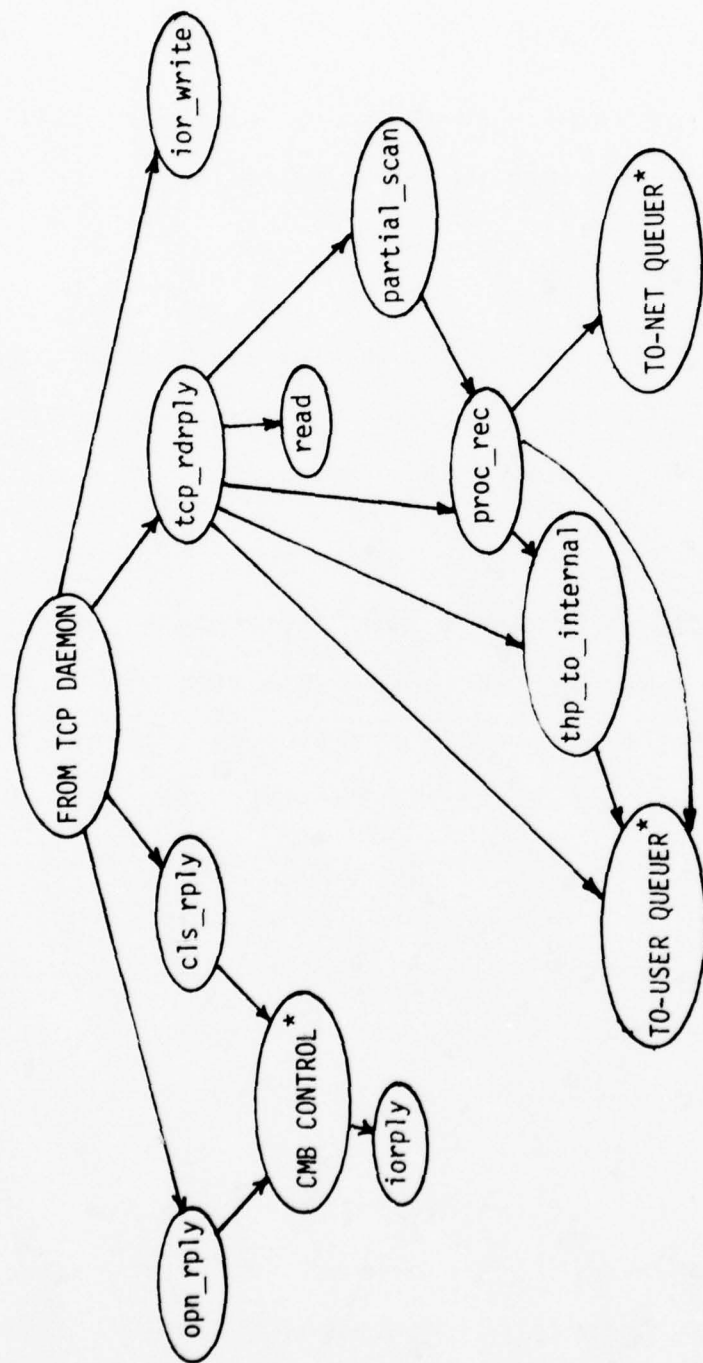 FROM TCP DAEMON
opn_rply
cls_rply
tcp_rdrply
ior_write
CMB CONTROL*
read
partial_scan
iorply
proc_rec
thp_to_internal
TO-USER QUEUER*
TO-NET QUEUER*